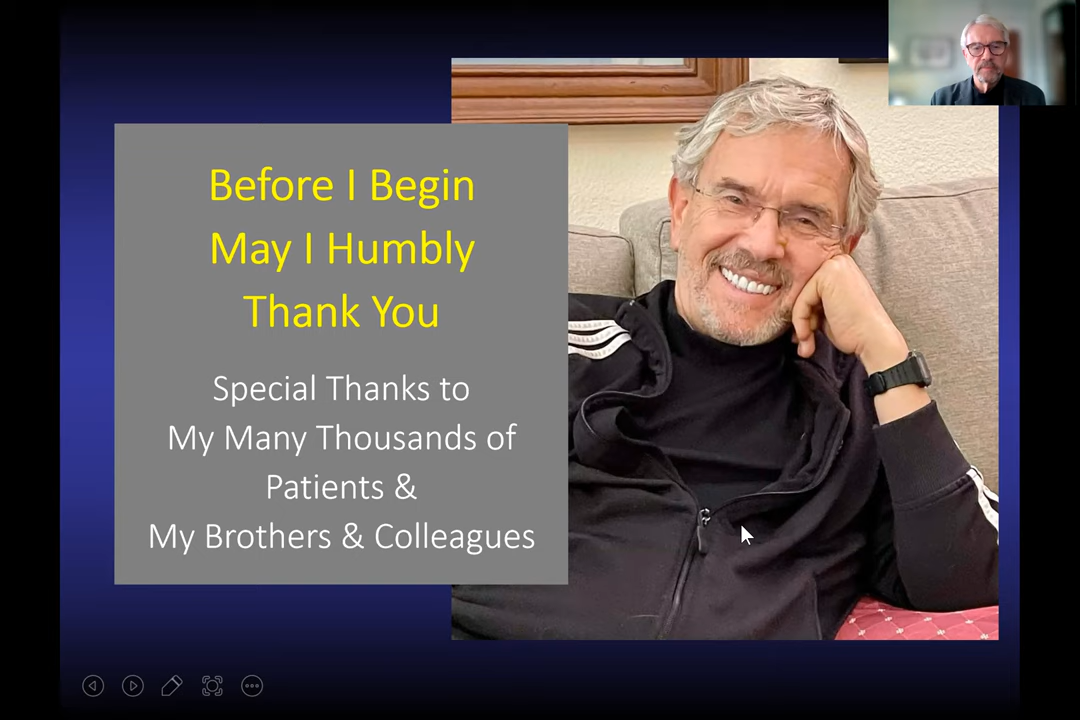 Before I Begin
May I Humbly
Thank You
Special Thanks to
My Many Thousands of
Patients &
My Brothers & Colleagues